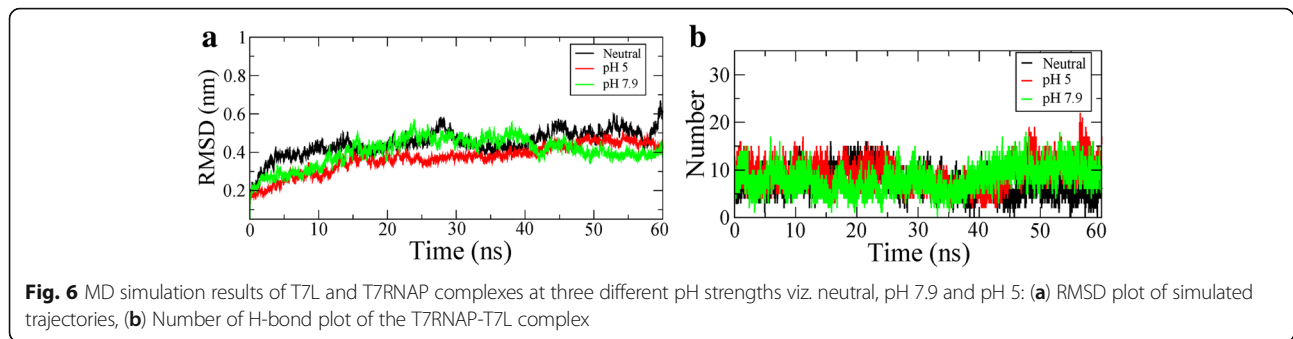 a
1
0.8
0.6
0.4
0.2
RMSD (nm)
0 10 20 30 40 50 60
Time (ns)
Neutral
pH 5
pH 7.9
b
35
30
20
10
0
Number
0 10 20 30 40 50 60
Time (ns)
Neutral
pH 5
pH 7.9
Fig. 6 MD simulation results of T7L and T7RNAP complexes at three different pH strengths viz. neutral, pH 7.9 and pH 5: (a) RMSD plot of simulated
trajectories, (b) Number of H-bond plot of the T7RNAP-T7L complex